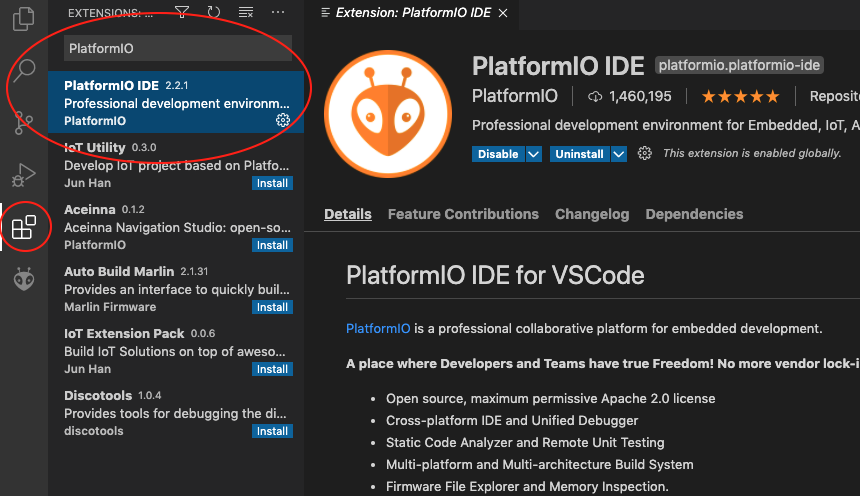 EXTENSIONS: ...
PlatformIO
PlatformIO IDE 2.2.1
Professional development environm...
PlatformIO
IoT Utility 0.3.0
Develop IoT project based on Platfo...
Jun Han Install
Aceinna 0.1.2
Aceinna Navigation Studio: open-so...
PlatformIO Install
Auto Build Marlin 2.1.31
Provides an interface to quickly buil...
Marlin Firmware Install
IoT Extension Pack 0.0.6
Build IoT Solutions on top of aweso...
Jun Han Install
Discotools 1.0.4
Provides tools for debugging the di...
discotools Install
Extension: PlatformIO IDE
PlatformIO IDE platformio.platformio-ide
PlatformIO 1,460,195 Reposito
Professional development environment for Embedded, IoT, A
Disable Uninstall This extension is enabled globally.
Details Feature Contributions Changelog Dependencies
PlatformIO IDE for VSCode
PlatformIO is a professional collaborative platform for embedded development.
A place where Developers and Teams have true Freedom! No more vendor lock-i
• Open source, maximum permissive Apache 2.0 license
• Cross-platform IDE and Unified Debugger
• Static Code Analyzer and Remote Unit Testing
• Multi-platform and Multi-architecture Build System
• Firmware File Explorer and Memory Inspection.